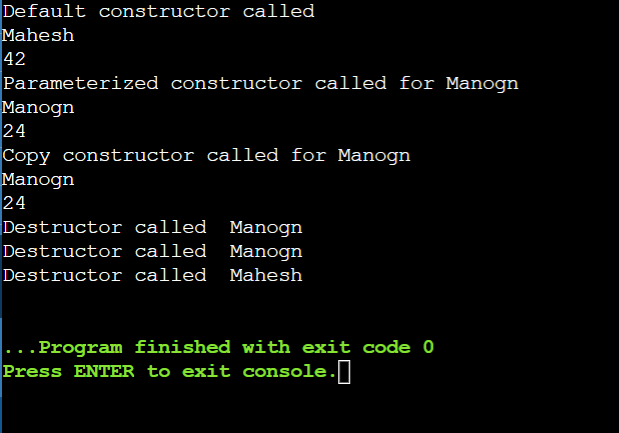 Default constructor called
Mahesh
42
Parameterized constructor called for Manogn
Manogn
24
Copy constructor called for Manogn
Manogn
24
Destructor called  Manogn
Destructor called  Manogn
Destructor called  Mahesh
...Program finished with exit code 0
Press ENTER to exit console.